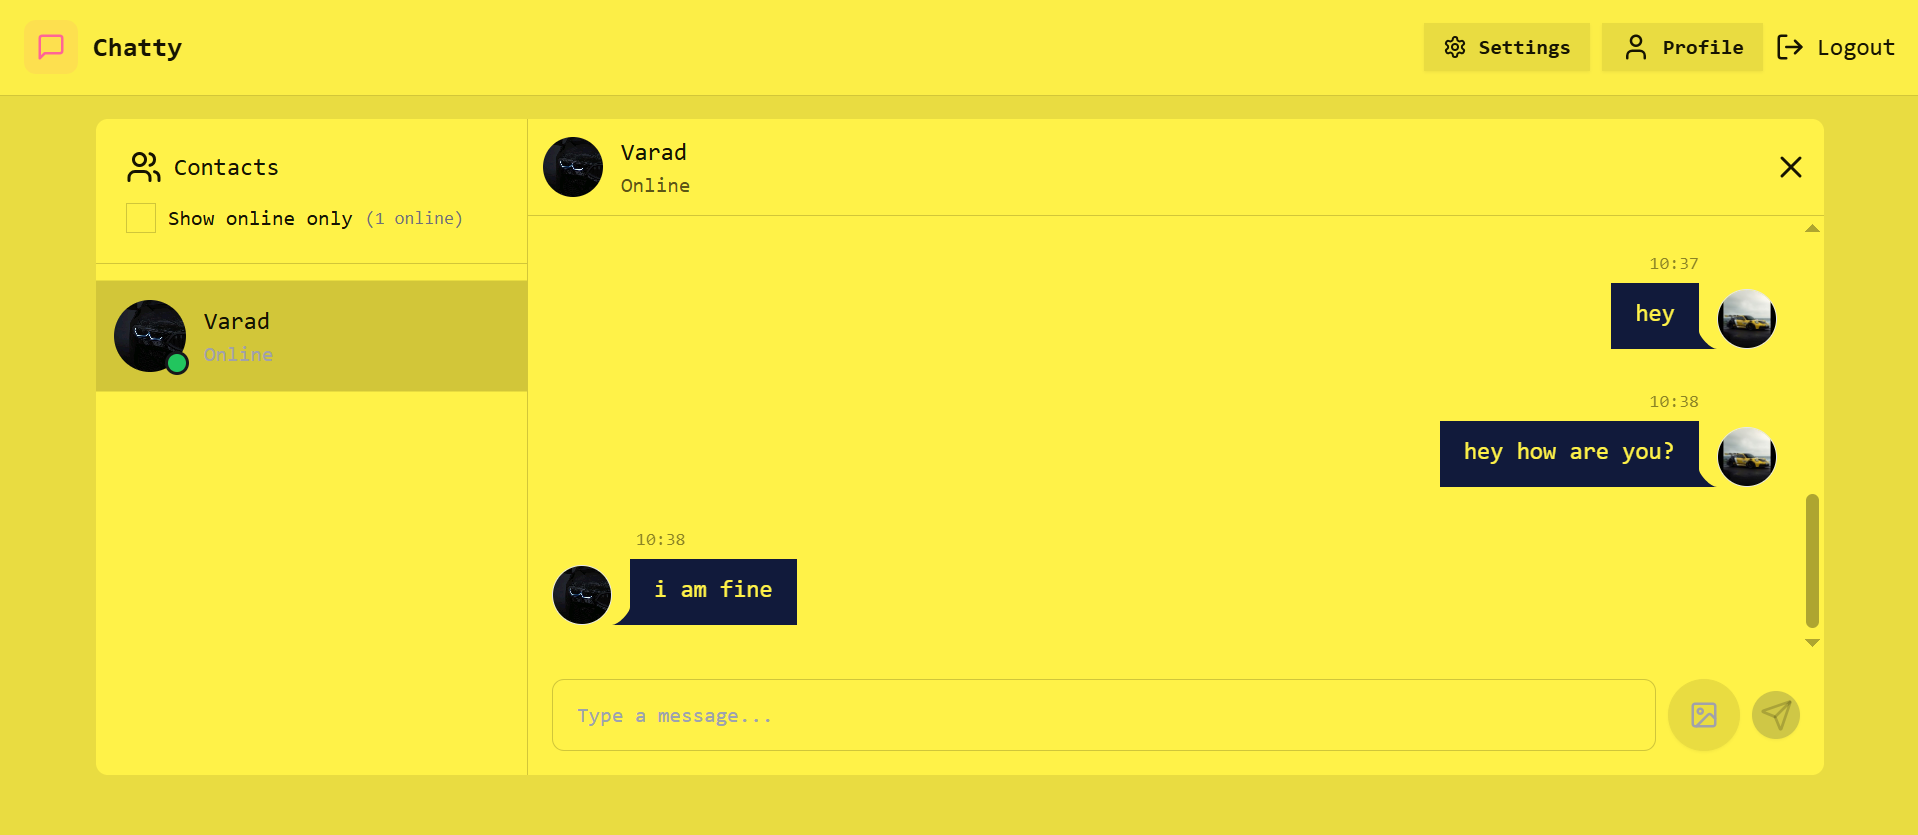 Chatty
Settings
Profile
Logout
Contacts
Show online only (1 online)
Varad
Online
Varad
Online
10:37
hey
10:38
hey how are you?
10:38
i am fine
Type a message...